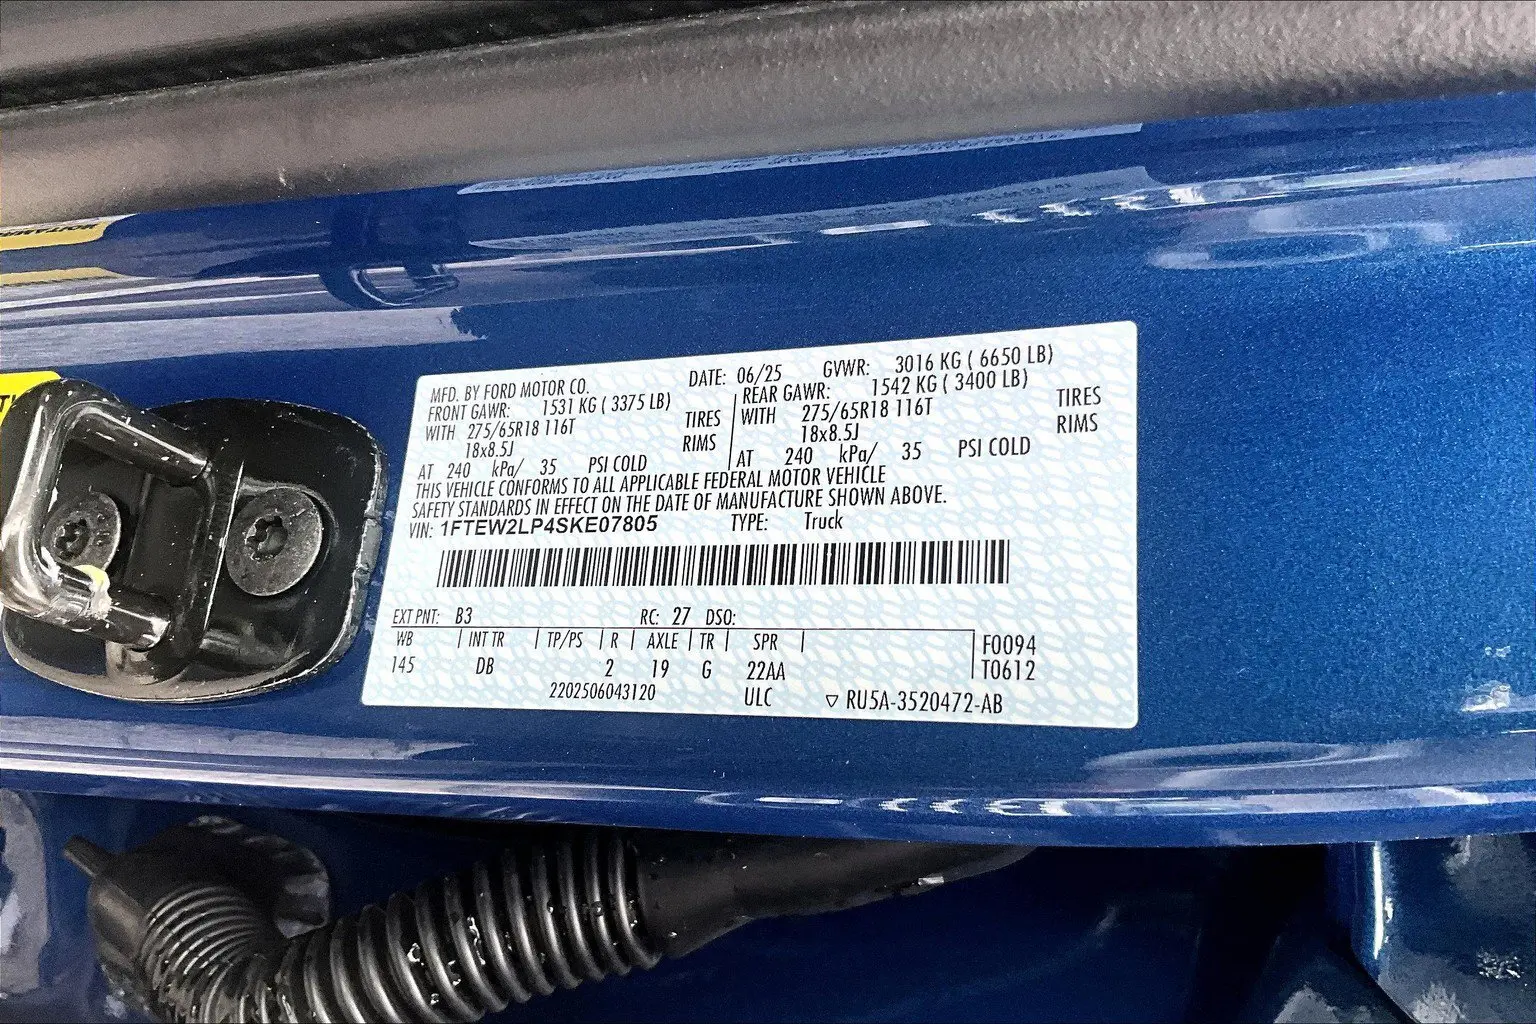 MFD. BY FORD MOTOR CO. DATE: 06/25 GVWR: 3016 KG ( 6650 LB)
FRONT GAWR: 1531 KG ( 3375 LB) REAR GAWR: 1542 KG ( 3400 LB)
WITH 275/65R18 116T TIRES WITH 275/65R18 116T TIRES
18x8.5J RIMS 18x8.5J RIMS
AT 240 kPa/ 35 PSI COLD AT 240 kPa/ 35 PSI COLD
THIS VEHICLE CONFORMS TO ALL APPLICABLE FEDERAL MOTOR VEHICLE
SAFETY STANDARDS IN EFFECT ON THE DATE OF MANUFACTURE SHOWN ABOVE.
VIN: 1FTEW2LP4SKE07805 TYPE: Truck
EXT PNT: B3 RC: 27 DSO:
WB INT TR TP/PS R AXLE TR SPR F0094
145 DB 2 19 G 22AA T0612
2202506043120 ULC ▽ RU5A-3520472-AB